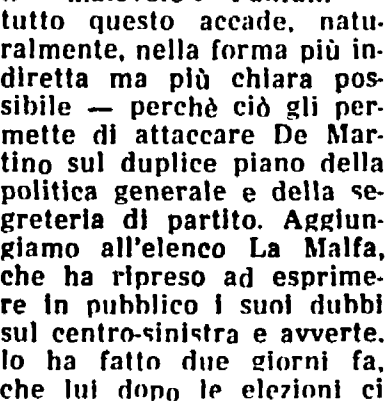 tutto questo accade, natu-
ralmente, nella forma più in-
diretta ma più chiara pos-
sibile — perchè ciò gli per-
mette di attaccare De Mar-
tino sul duplice piano della
politica generale e della se-
greteria di partito. Aggiun-
giamo all'elenco La Malfa,
che ha ripreso ad esprime-
re in pubblico i suoi dubbi
sul centro-sinistra e avverte,
lo ha fatto due giorni fa,
che lui dopo le elezioni ci